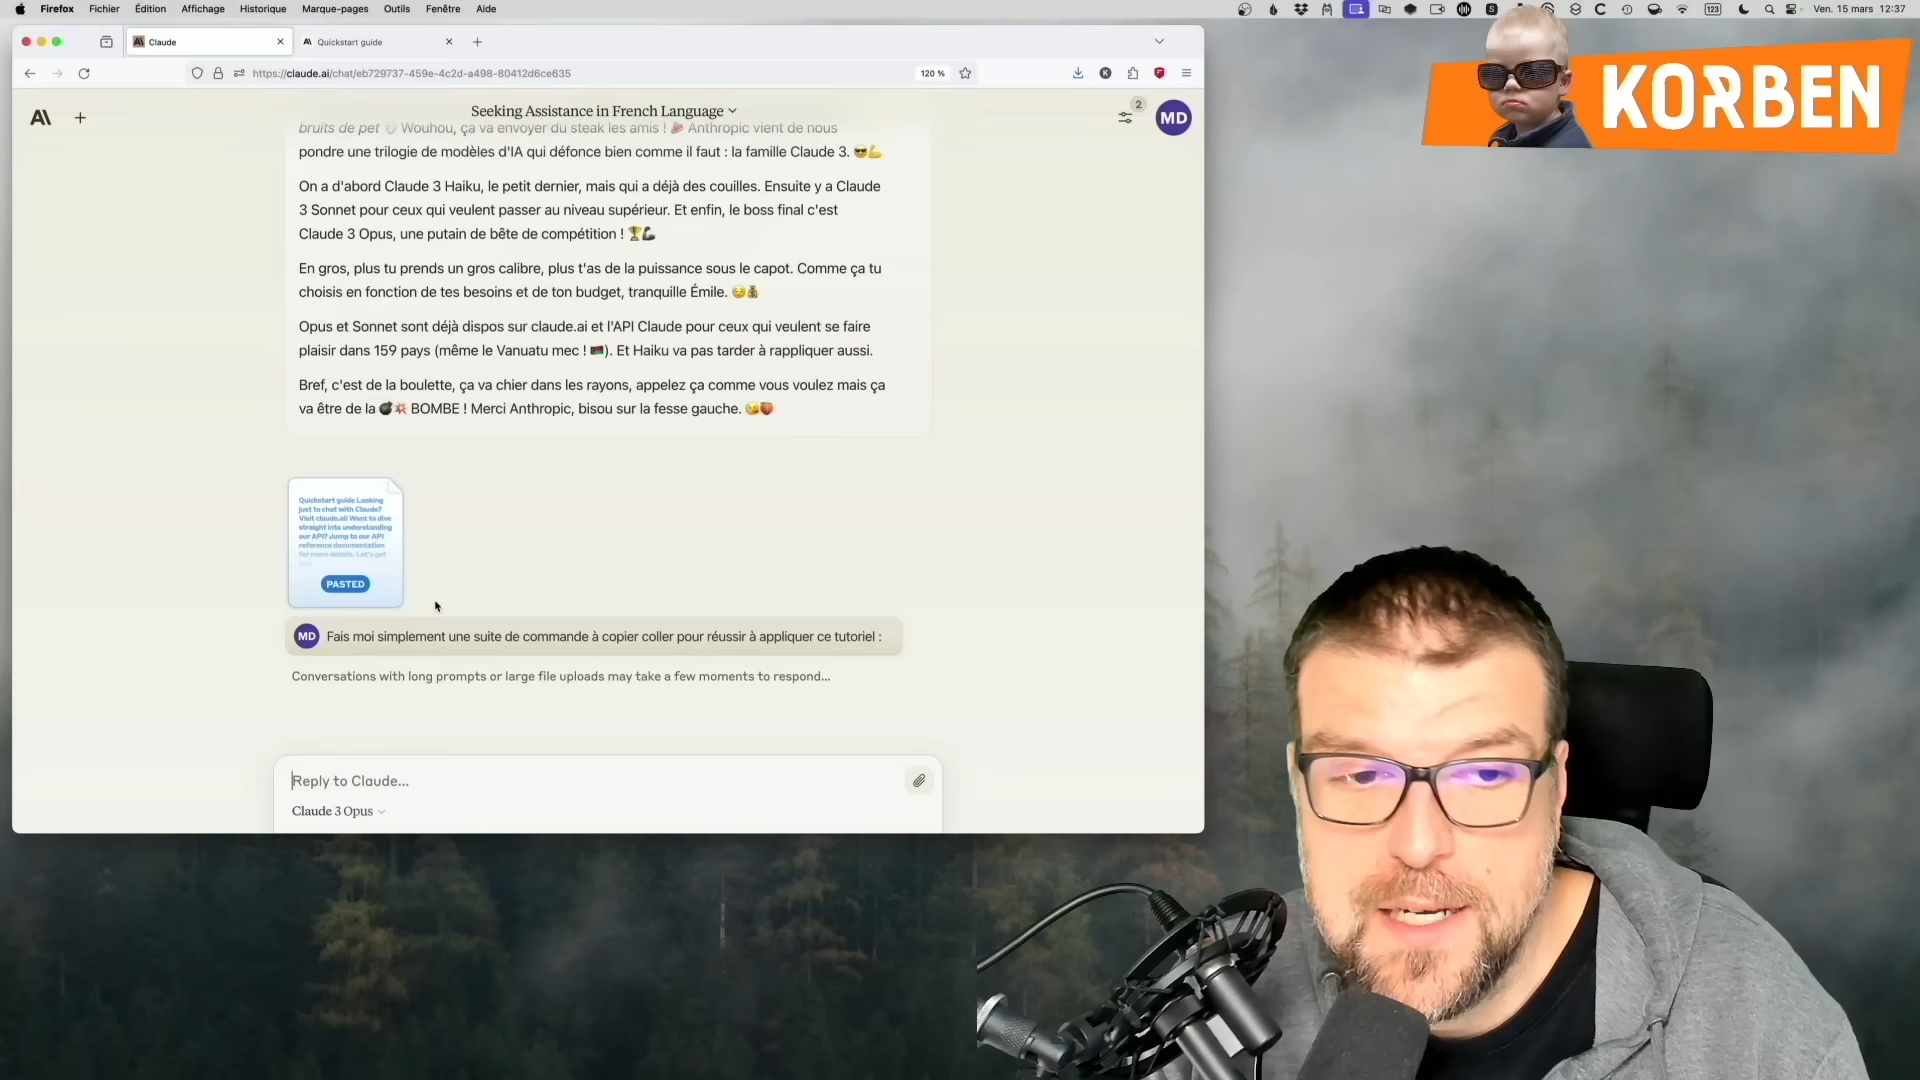 Firefox Fichier Édition Affichage Historique Marque-pages Outils Fenêtre Aide
123
Ven. 15 mars 12:37
Claude
Quickstart guide
https://claude.ai/chat/eb729737-459e-4c2d-a498-80412d6ce635
120 %
KORBEN
Seeking Assistance in French Language
2
MD
bruits de pet Wouhou, ça va envoyer du steak les amis ! Anthropic vient de nous
pondre une trilogie de modèles d'IA qui défonce bien comme il faut : la famille Claude 3. 😎💪
On a d'abord Claude 3 Haiku, le petit dernier, mais qui a déjà des couilles. Ensuite y a Claude
3 Sonnet pour ceux qui veulent passer au niveau supérieur. Et enfin, le boss final c'est
Claude 3 Opus, une putain de bête de compétition ! 🏆🦾
En gros, plus tu prends un gros calibre, plus t'as de la puissance sous le capot. Comme ça tu
choisis en fonction de tes besoins et de ton budget, tranquille Émile. 😏💰
Opus et Sonnet sont déjà dispos sur claude.ai et l'API Claude pour ceux qui veulent se faire
plaisir dans 159 pays (même le Vanuatu mec ! 🇻🇺). Et Haiku va pas tarder à rappliquer aussi.
Bref, c'est de la boulette, ça va chier dans les rayons, appelez ça comme vous voulez mais ça
va être de la 💣💥 BOMBE ! Merci Anthropic, bisou sur la fesse gauche. 😘🍑
Quickstart guide Looking
just to chat with Claude?
Visit claude.ai! Want to dive
straight into understanding
our API? Jump to our API
reference documentation
for more details. Let's get
PASTED
MD Fais moi simplement une suite de commande à copier coller pour réussir à appliquer ce tutoriel :
Conversations with long prompts or large file uploads may take a few moments to respond...
Reply to Claude...
Claude 3 Opus